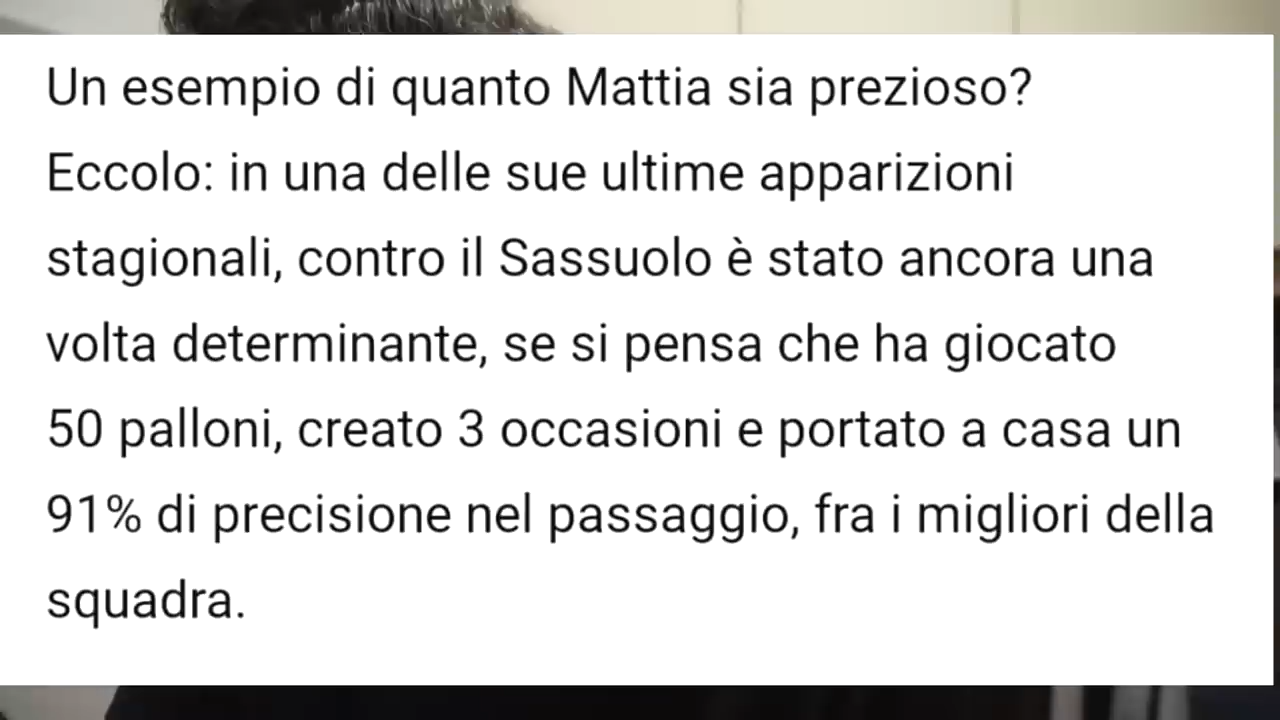 Un esempio di quanto Mattia sia prezioso?
Eccolo: in una delle sue ultime apparizioni
stagionali, contro il Sassuolo è stato ancora una
volta determinante, se si pensa che ha giocato
50 palloni, creato 3 occasioni e portato a casa un
91% di precisione nel passaggio, fra i migliori della
squadra.